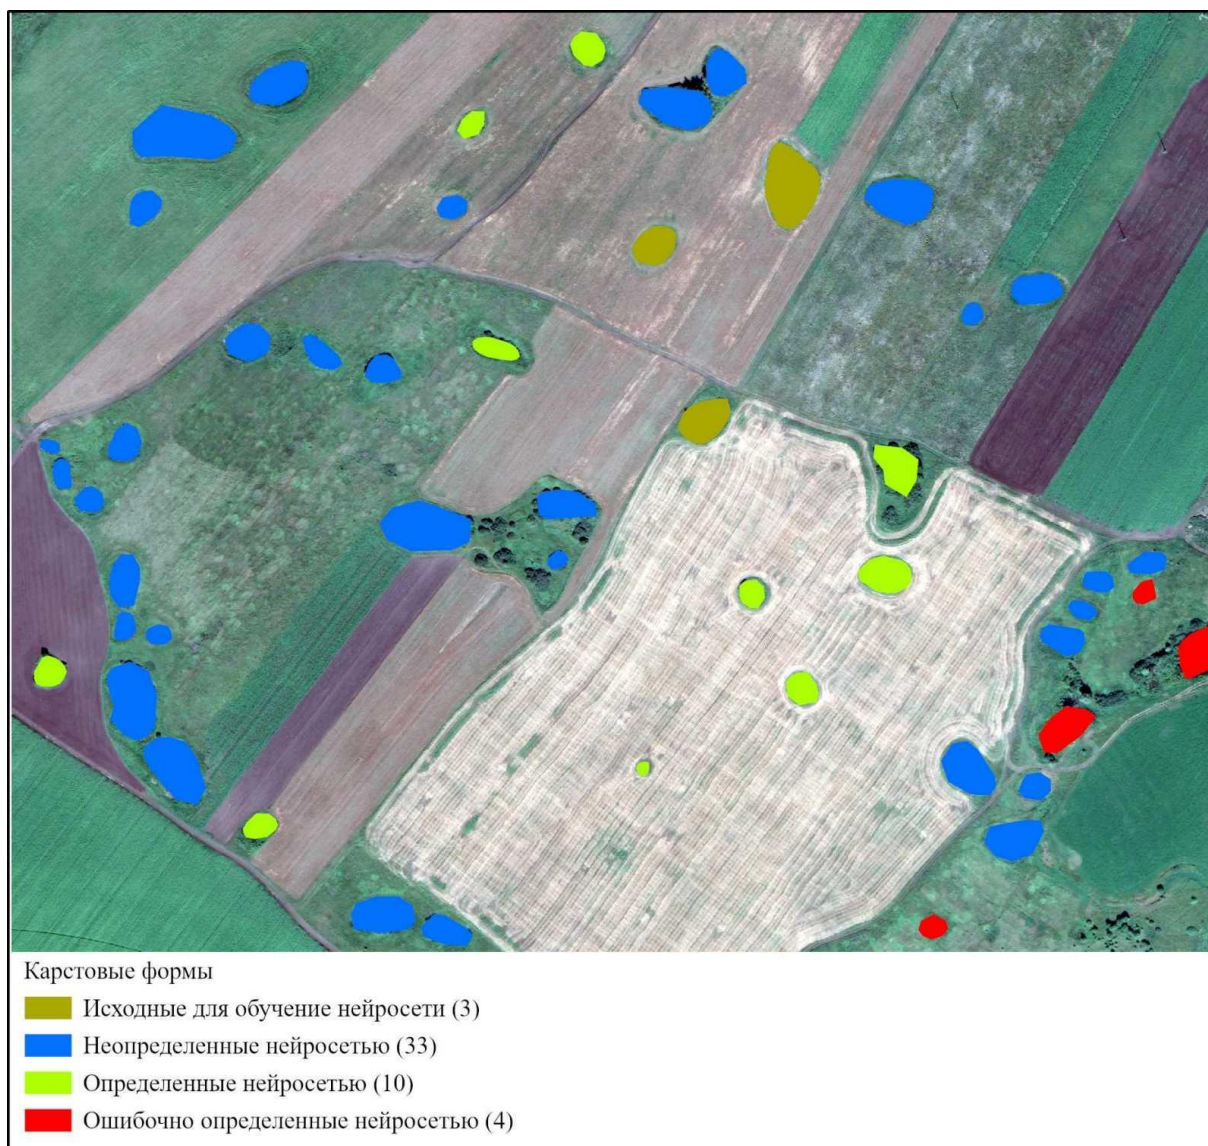 Карстовые формы
Исходные для обучение нейросети (3)
Неопределенные нейросетью (33)
Определенные нейросетью (10)
Ошибочно определенные нейросетью (4)